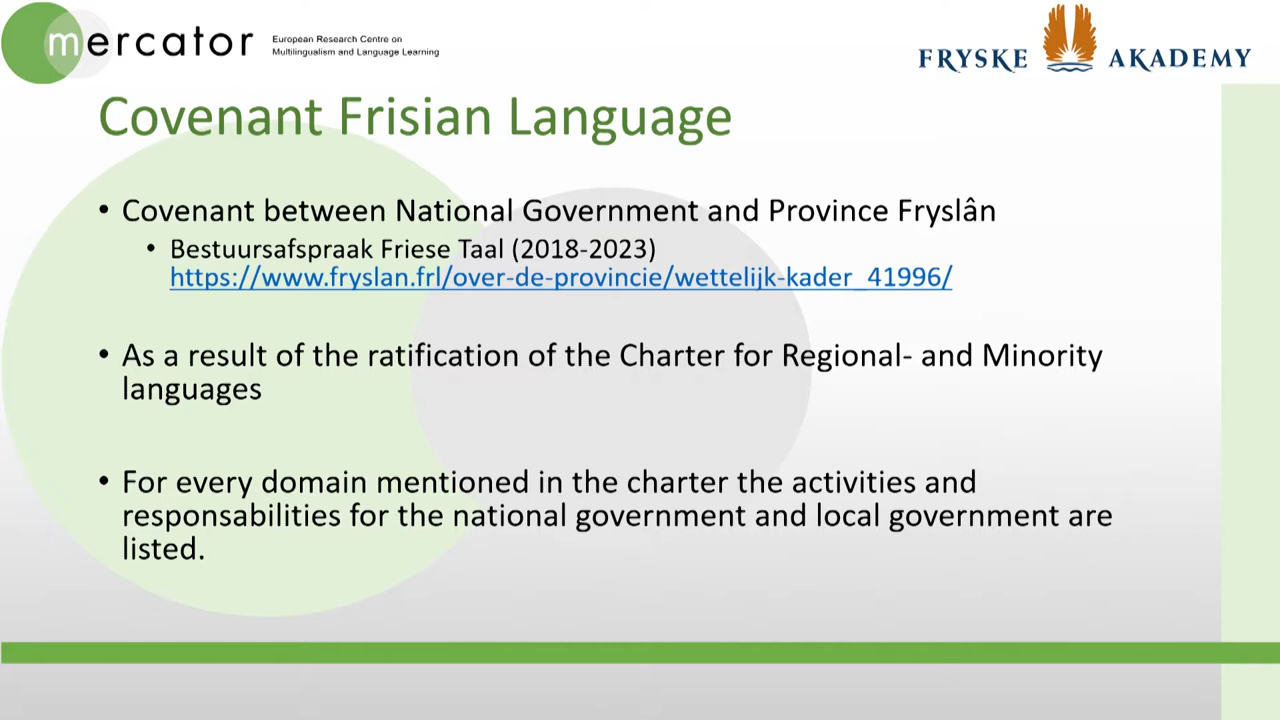 mercator
European Research Centre on
Multilingualism and Language Learning
FRYSKE AKADEMY
Covenant Frisian Language
• Covenant between National Government and Province Fryslân
• Bestuursafspraak Friese Taal (2018-2023)
https://www.fryslan.frl/over-de-provincie/wettelijk-kader_41996/
• As a result of the ratification of the Charter for Regional- and Minority
languages
• For every domain mentioned in the charter the activities and
responsabilities for the national government and local government are
listed.